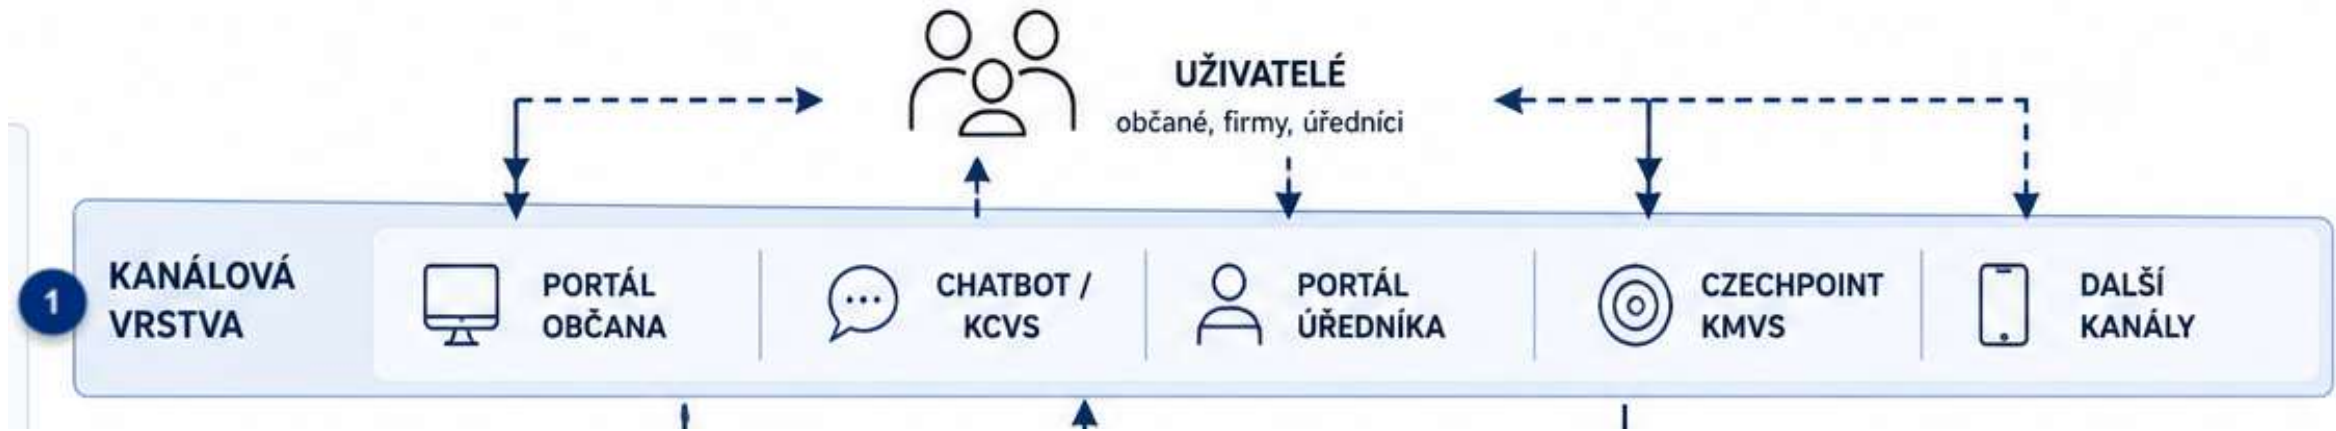 UŽIVATELÉ
občané, firmy, úředníci
1
KANÁLOVÁ
VRSTVA
PORTÁL
OBČANA
CHATBOT /
KCVS
PORTÁL
ÚŘEDNÍKA
CZECHPOINT
KMVS
DALŠÍ
KANÁLY